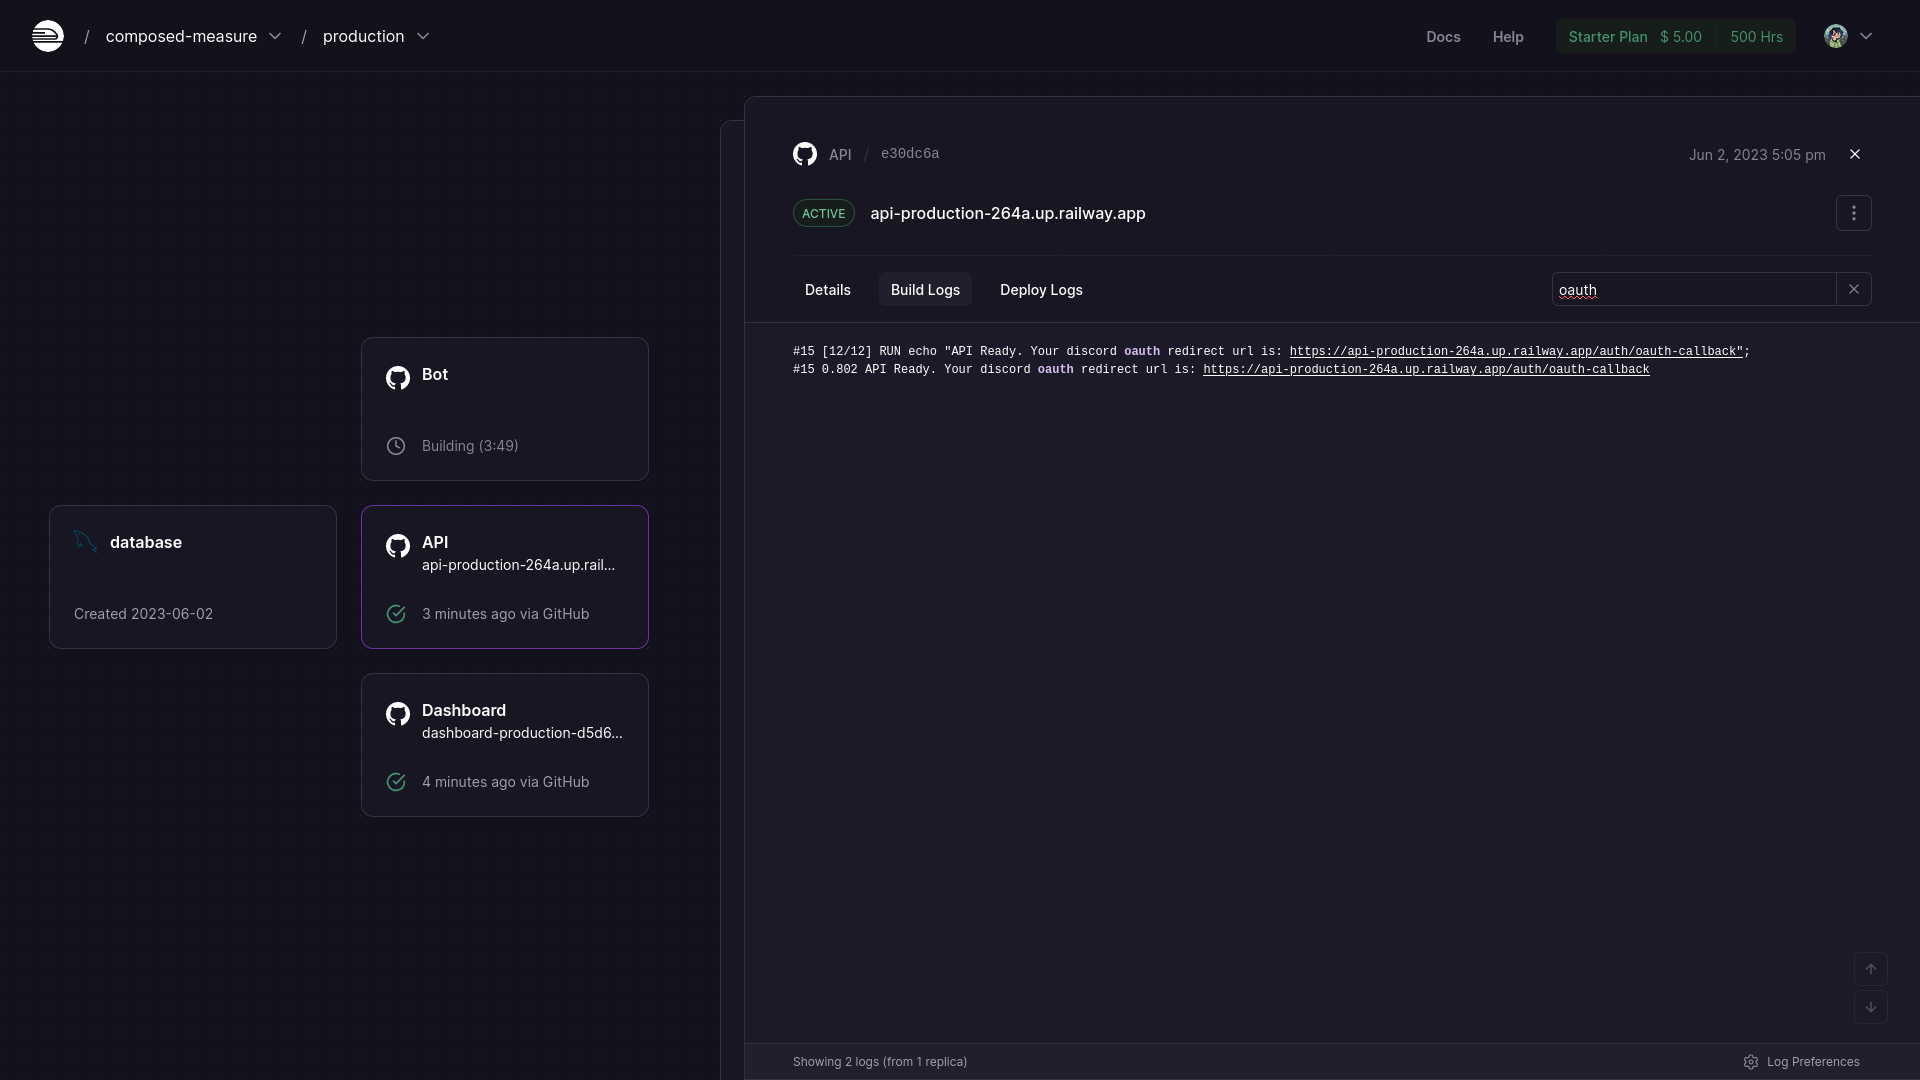 / composed-measure / production
Docs Help Starter Plan $ 5.00 500 Hrs
API / e30dc6a Jun 2, 2023 5:05 pm
ACTIVE api-production-264a.up.railway.app
Details Build Logs Deploy Logs oauth
#15 [12/12] RUN echo "API Ready. Your discord oauth redirect url is: https://api-production-264a.up.railway.app/auth/oauth-callback";
#15 0.802 API Ready. Your discord oauth redirect url is: https://api-production-264a.up.railway.app/auth/oauth-callback
Bot
Building (3:49)
database
Created 2023-06-02
API
api-production-264a.up.rail...
3 minutes ago via GitHub
Dashboard
dashboard-production-d5d6...
4 minutes ago via GitHub
Showing 2 logs (from 1 replica)
Log Preferences